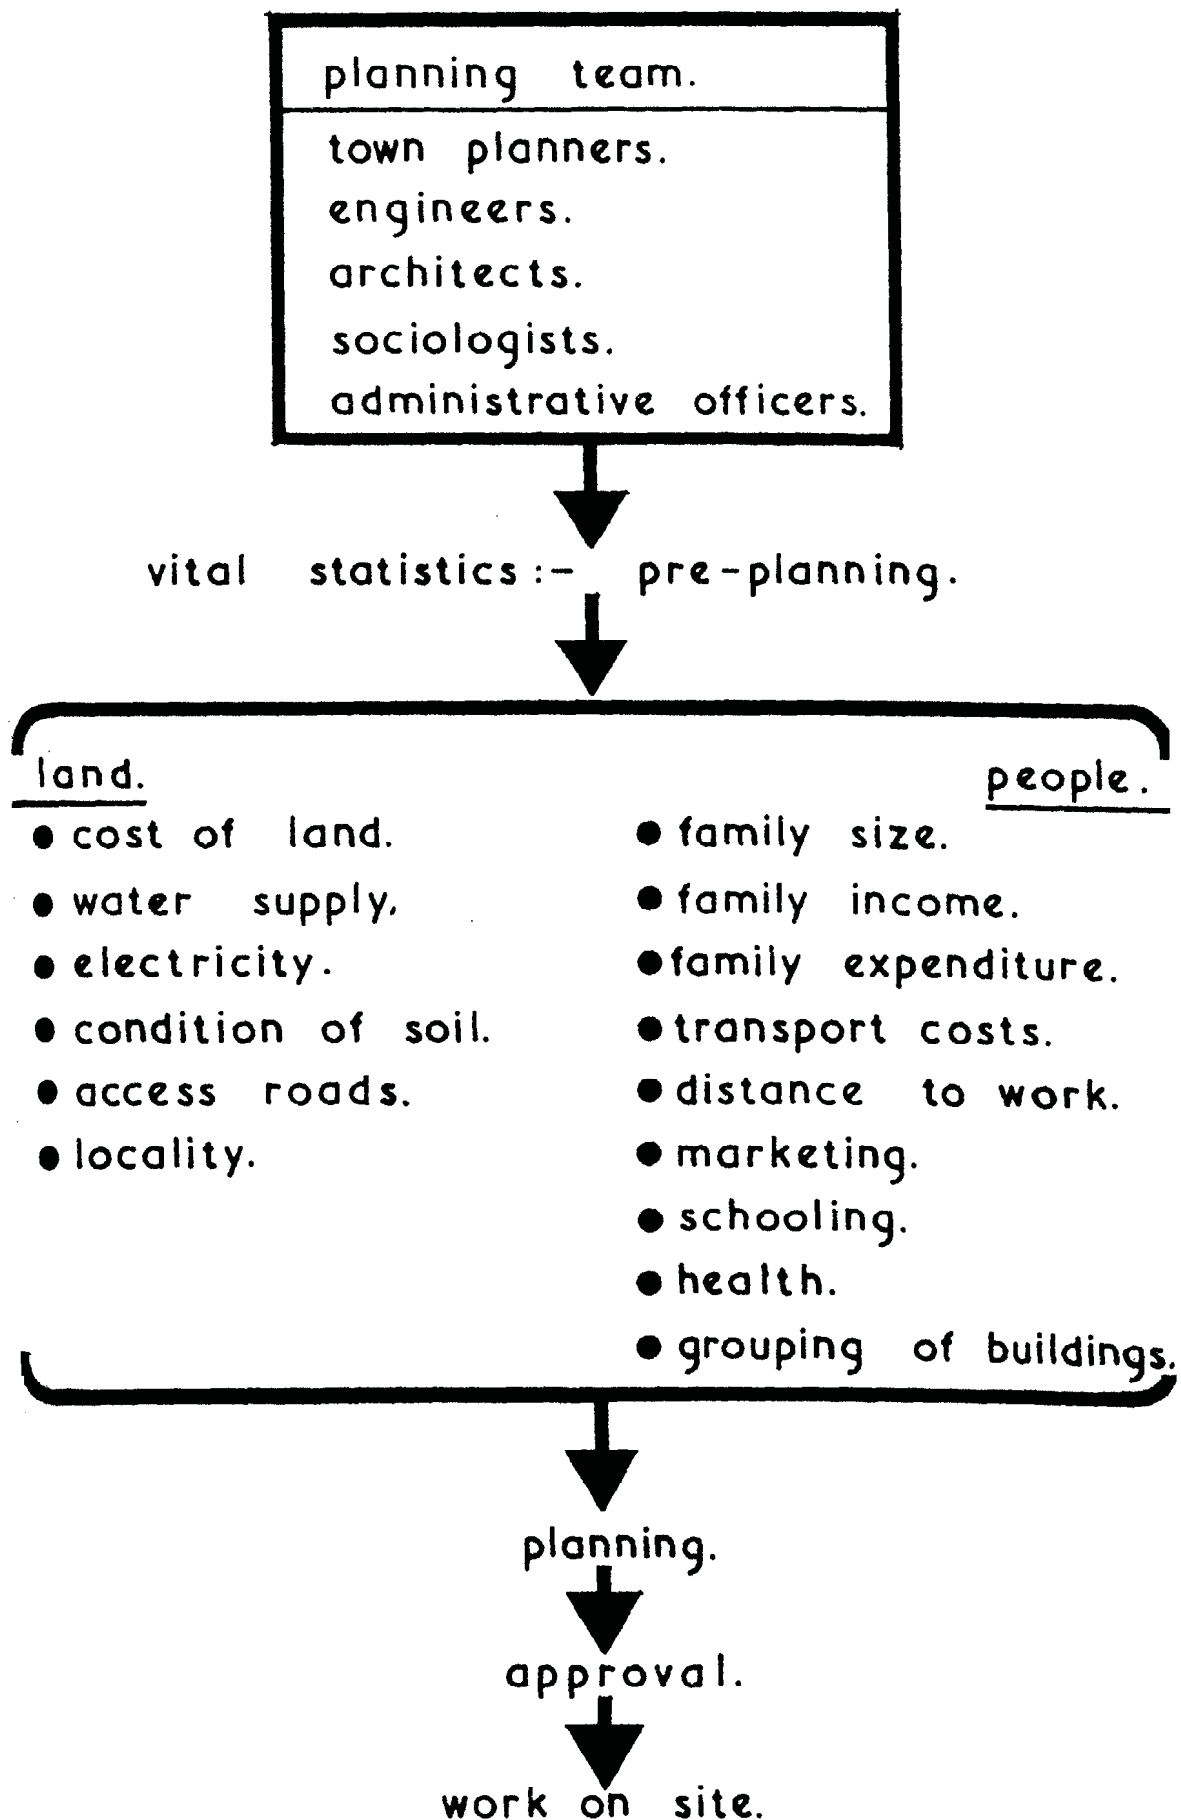 planning team.
town planners.
engineers.
architects.
sociologists.
administrative officers.
vital statistics:- pre-planning.
land.
• cost of land.
• water supply.
• electricity.
• condition of soil.
• access roads.
• locality.
people.
• family size.
• family income.
• family expenditure.
• transport costs.
• distance to work.
• marketing.
• schooling.
• health.
• grouping of buildings.
planning.
approval.
work on site.